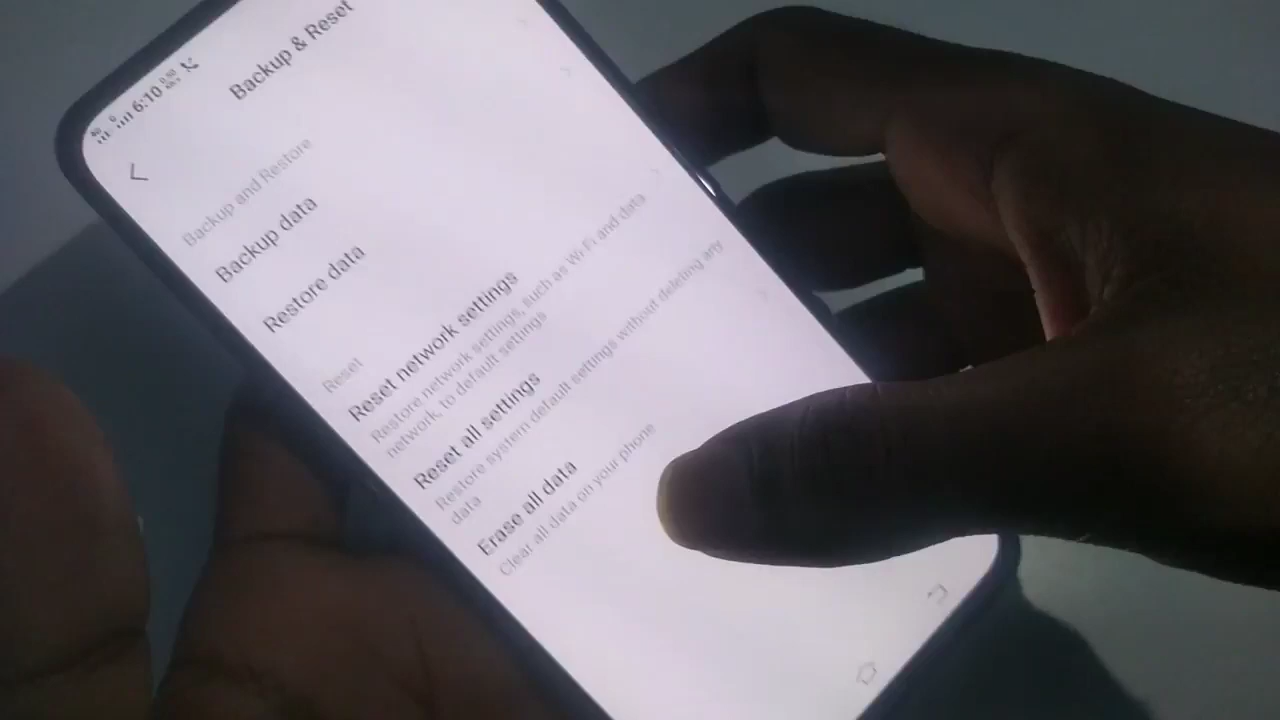 6:10
Backup & Reset
Backup and Restore
Backup data
Restore data
Reset
Reset network settings
Restore network settings, such as Wi-Fi and data
network, to default settings
Reset all settings
Restore system default settings without deleting any
data
Erase all data
Clear all data on your phone